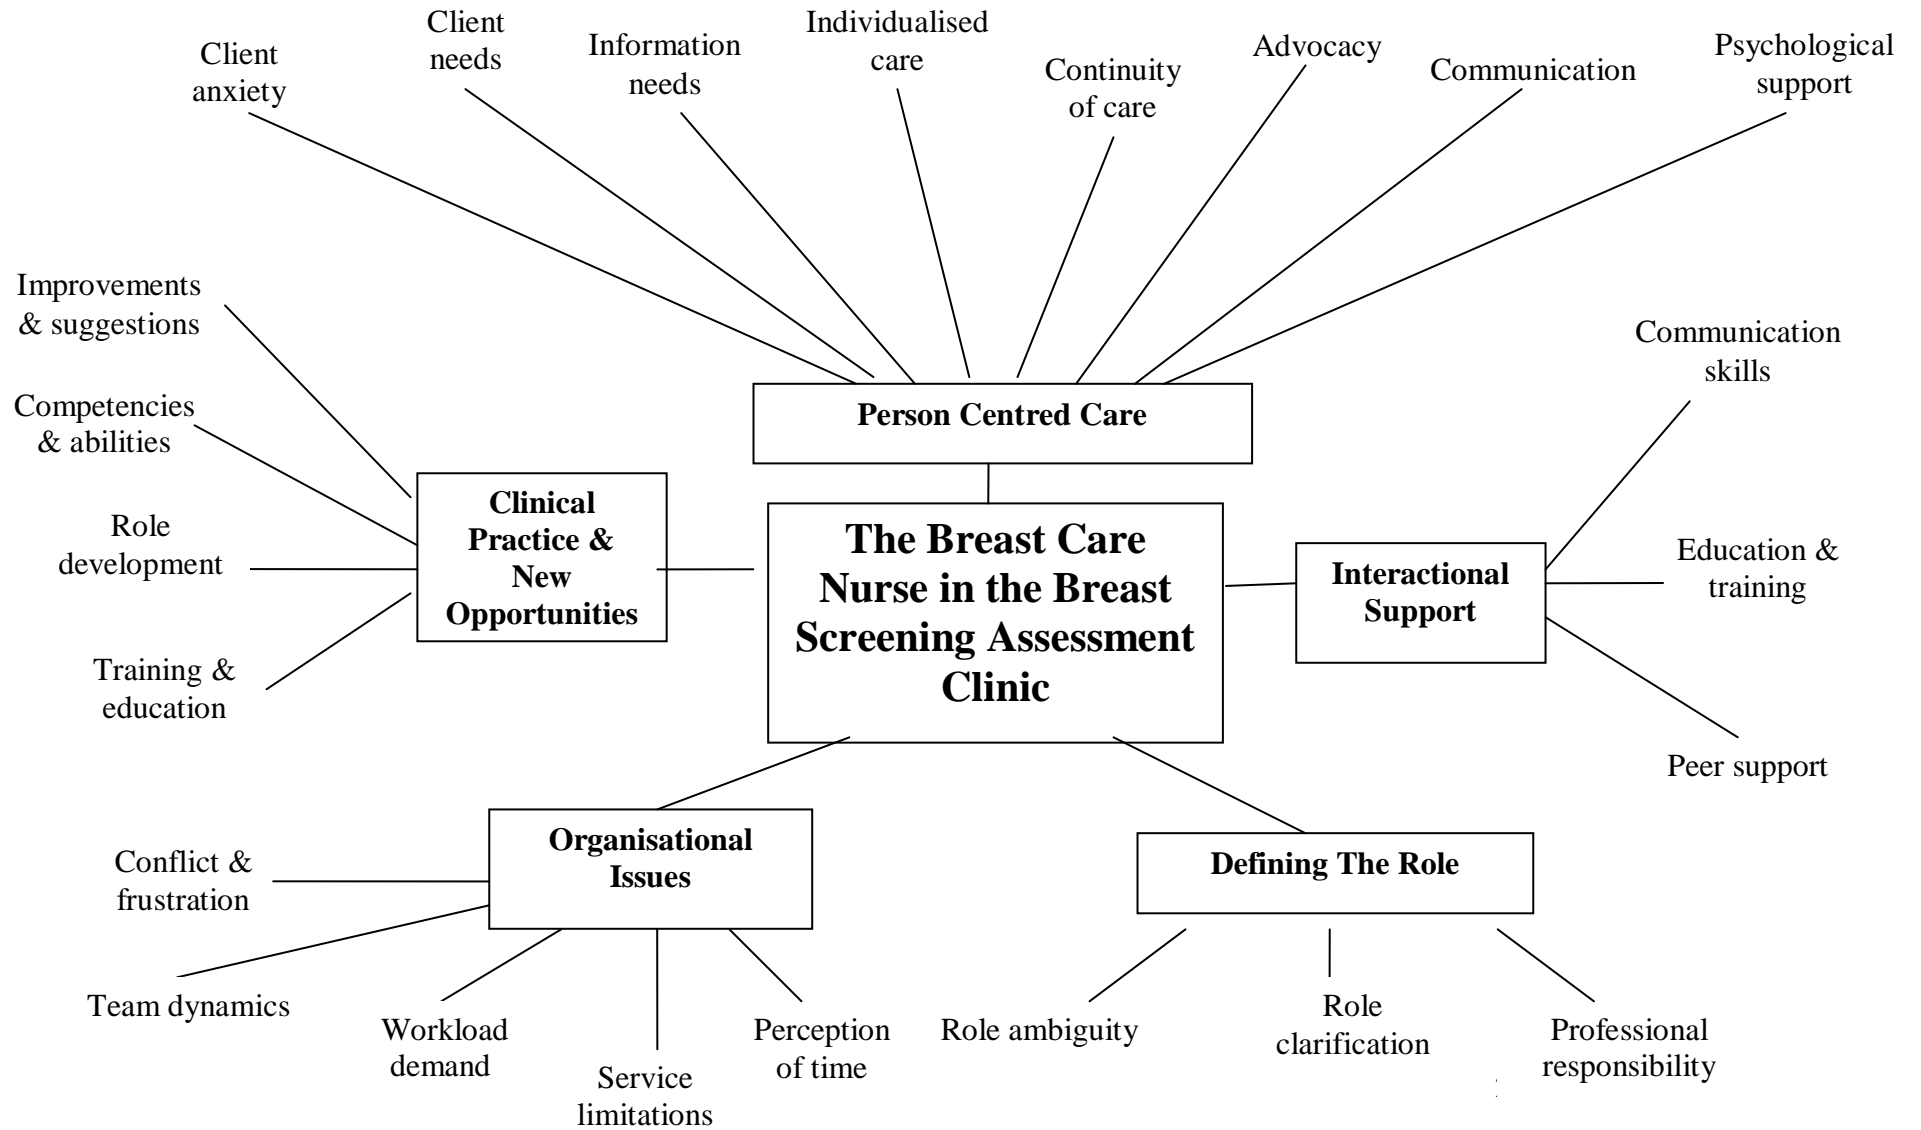 Client
anxiety
Client
needs
Information
needs
Individualised
care
Continuity
of care
Advocacy
Communication
Psychological
support
Improvements
& suggestions
Competencies
& abilities
Role
development
Training &
education
Person Centred Care
Clinical
Practice &
New
Opportunities
The Breast Care
Nurse in the Breast
Screening Assessment
Clinic
Interactional
Support
Communication
skills
Education &
training
Peer support
Organisational
Issues
Defining The Role
Conflict &
frustration
Team dynamics
Workload
demand
Service
limitations
Perception
of time
Role ambiguity
Role
clarification
Professional
responsibility